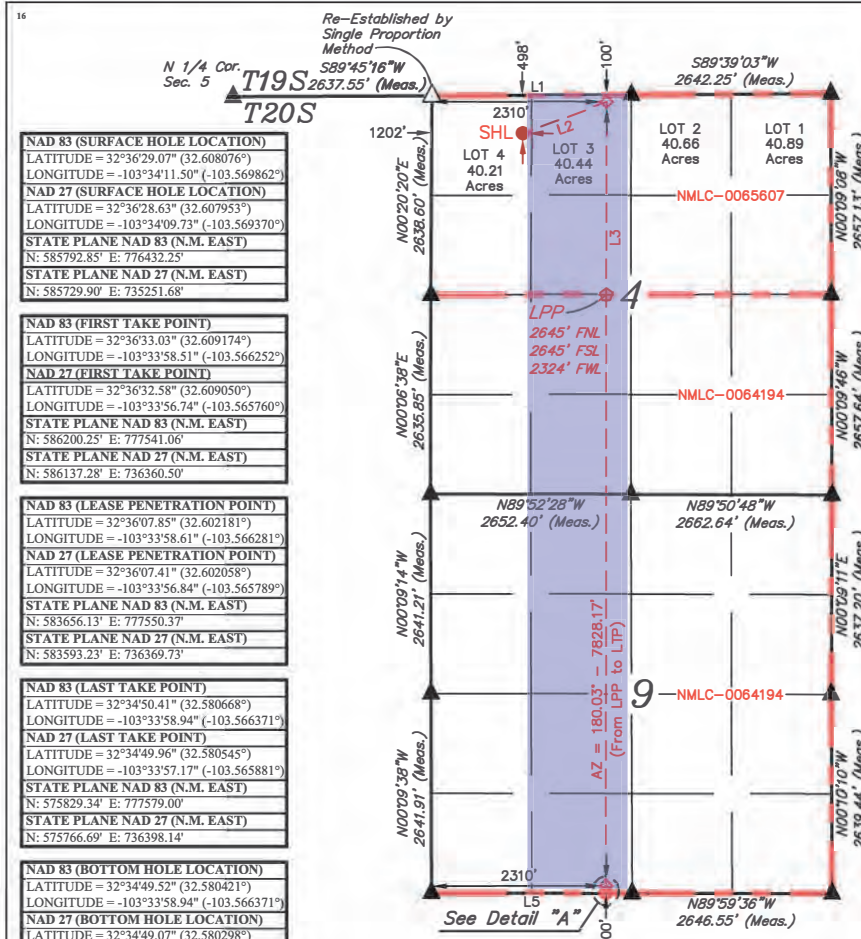 16
Re-Established by
Single Proportion
Method
N 1/4 Cor.
Sec. 5
T19S
T20S
S89°45'16"W
2637.55' (Meas.)
498'
100'
S89°39'03"W
2642.25' (Meas.)
L1
2310'
1202'
SHL
L2
LOT 4
40.21
Acres
LOT 3
40.44
Acres
LOT 2
40.66
Acres
LOT 1
40.89
Acres
N00°20'20"E
2638.60' (Meas.)
NMLC-0065607
N00°09'08"W
2657.13' (Meas.)
L3
LPP
4
2645' FNL
2645' FSL
2324' FWL
N00°06'38"E
2635.85' (Meas.)
NMLC-0064194
N00°09'46"W
2657.64' (Meas.)
N89°52'28"W
2652.40' (Meas.)
N89°50'48"W
2662.64' (Meas.)
N00°09'14"W
2641.21' (Meas.)
AZ = 180.03° - 7828.17'
(From LPP to LTP)
N00°09'11"E
2637.20' (Meas.)
9
NMLC-0064194
N00°09'38"W
2641.91' (Meas.)
N00°10'10"W
(Meas.)
2310'
L5
See Detail "A"
N89°59'36"W
2646.55' (Meas.)
NAD 83 (SURFACE HOLE LOCATION)
LATITUDE = 32°36'29.07" (32.608076°)
LONGITUDE = -103°34'11.50" (-103.569862°)
NAD 27 (SURFACE HOLE LOCATION)
LATITUDE = 32°36'28.63" (32.607953°)
LONGITUDE = -103°34'09.73" (-103.569370°)
STATE PLANE NAD 83 (N.M. EAST)
N: 585792.85' E: 776432.25'
STATE PLANE NAD 27 (N.M. EAST)
N: 585729.90' E: 735251.68'
NAD 83 (FIRST TAKE POINT)
LATITUDE = 32°36'33.03" (32.609174°)
LONGITUDE = -103°33'58.51" (-103.566252°)
NAD 27 (FIRST TAKE POINT)
LATITUDE = 32°36'32.58" (32.609050°)
LONGITUDE = -103°33'56.74" (-103.565760°)
STATE PLANE NAD 83 (N.M. EAST)
N: 586200.25' E: 777541.06'
STATE PLANE NAD 27 (N.M. EAST)
N: 586137.28' E: 736360.50'
NAD 83 (LEASE PENETRATION POINT)
LATITUDE = 32°36'07.85" (32.602181°)
LONGITUDE = -103°33'58.61" (-103.566281°)
NAD 27 (LEASE PENETRATION POINT)
LATITUDE = 32°36'07.41" (32.602058°)
LONGITUDE = -103°33'56.84" (-103.565789°)
STATE PLANE NAD 83 (N.M. EAST)
N: 583656.13' E: 777550.37'
STATE PLANE NAD 27 (N.M. EAST)
N: 583593.23' E: 736369.73'
NAD 83 (LAST TAKE POINT)
LATITUDE = 32°34'50.41" (32.580668°)
LONGITUDE = -103°33'58.94" (-103.566371°)
NAD 27 (LAST TAKE POINT)
LATITUDE = 32°34'49.96" (32.580545°)
LONGITUDE = -103°33'57.17" (-103.565881°)
STATE PLANE NAD 83 (N.M. EAST)
N: 575829.34' E: 777579.00'
STATE PLANE NAD 27 (N.M. EAST)
N: 575766.69' E: 736398.14'
NAD 83 (BOTTOM HOLE LOCATION)
LATITUDE = 32°34'49.52" (32.580421°)
LONGITUDE = -103°33'58.94" (-103.566371°)
NAD 27 (BOTTOM HOLE LOCATION)
LATITUDE = 32°34'49.07" (32.580298°)